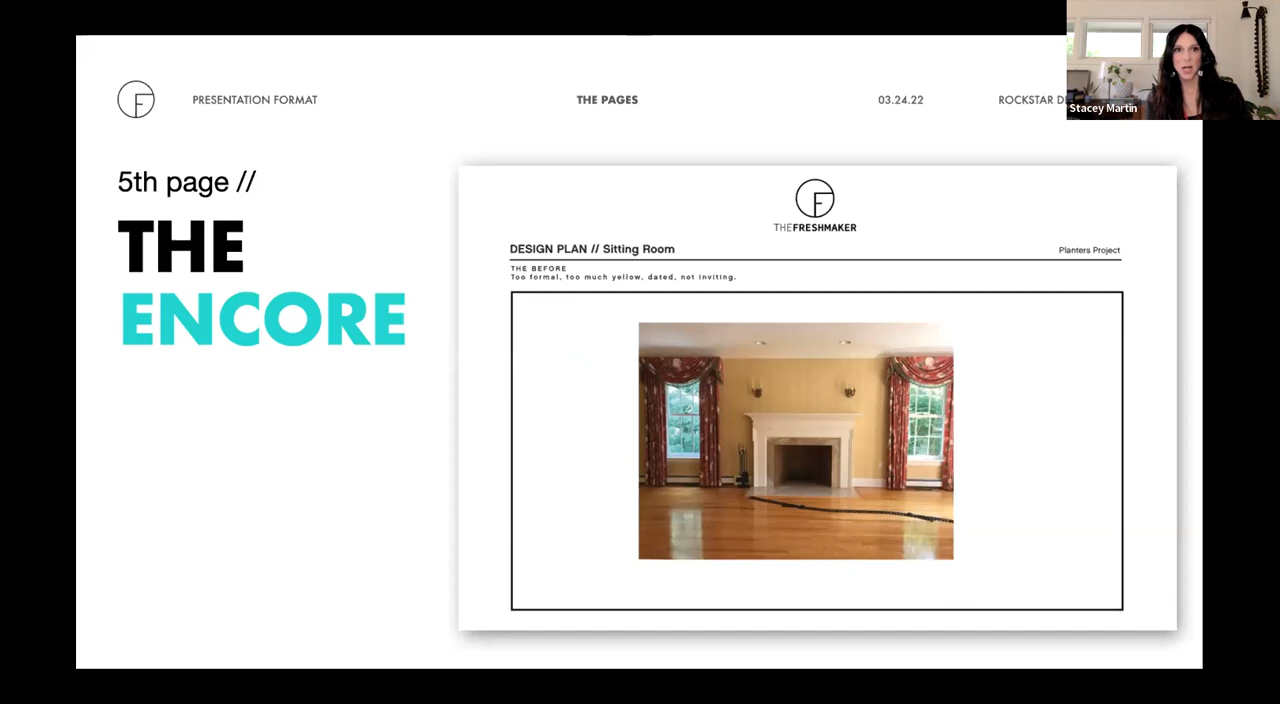 PRESENTATION FORMAT
THE PAGES
03.24.22
ROCKSTAR
Stacey Martin
5th page //
THE
ENCORE
F
THEFRESHMAKER
DESIGN PLAN // Sitting Room
Planters Project
THE BEFORE
Too formal, too much yellow, dated, not inviting.